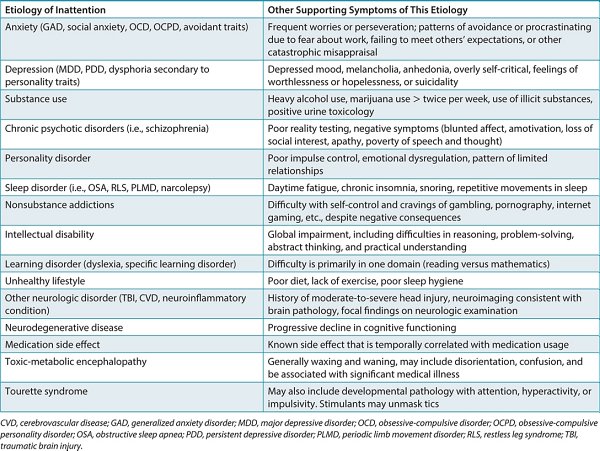 Etiology of Inattention
Other Supporting Symptoms of This Etiology
Anxiety (GAD, social anxiety, OCD, OCPD, avoidant traits)
Frequent worries or perseveration; patterns of avoidance or procrastinating
due to fear about work, failing to meet others' expectations, or other
catastrophic misappraisal
Depression (MDD, PDD, dysphoria secondary to
personality traits)
Depressed mood, melancholia, anhedonia, overly self-critical, feelings of
worthlessness or hopelessness, or suicidality
Substance use
Heavy alcohol use, marijuana use > twice per week, use of illicit substances,
positive urine toxicology
Chronic psychotic disorders (i.e., schizophrenia)
Poor reality testing, negative symptoms (blunted affect, amotivation, loss of
social interest, apathy, poverty of speech and thought)
Personality disorder
Poor impulse control, emotional dysregulation, pattern of limited
relationships
Sleep disorder (i.e., OSA, RLS, PLMD, narcolepsy)
Daytime fatigue, chronic insomnia, snoring, repetitive movements in sleep
Nonsubstance addictions
Difficulty with self-control and cravings of gambling, pornography, internet
gaming, etc., despite negative consequences
Intellectual disability
Global impairment, including difficulties in reasoning, problem-solving,
abstract thinking, and practical understanding
Learning disorder (dyslexia, specific learning disorder)
Difficulty is primarily in one domain (reading versus mathematics)
Unhealthy lifestyle
Poor diet, lack of exercise, poor sleep hygiene
Other neurologic disorder (TBI, CVD, neuroinflammatory
condition)
History of moderate-to-severe head injury, neuroimaging consistent with
brain pathology, focal findings on neurologic examination
Neurodegenerative disease
Progressive decline in cognitive functioning
Medication side effect
Known side effect that is temporally correlated with medication usage
Toxic-metabolic encephalopathy
Generally waxing and waning, may include disorientation, confusion, and
be associated with significant medical illness
Tourette syndrome
May also include developmental pathology with attention, hyperactivity, or
impulsivity. Stimulants may unmask tics
CVD, cerebrovascular disease; GAD, generalized anxiety disorder; MDD, major depressive disorder; OCD, obsessive-compulsive disorder; OCPD, obsessive-compulsive
personality disorder; OSA, obstructive sleep apnea; PDD, persistent depressive disorder; PLMD, periodic limb movement disorder; RLS, restless leg syndrome; TBI,
traumatic brain injury.